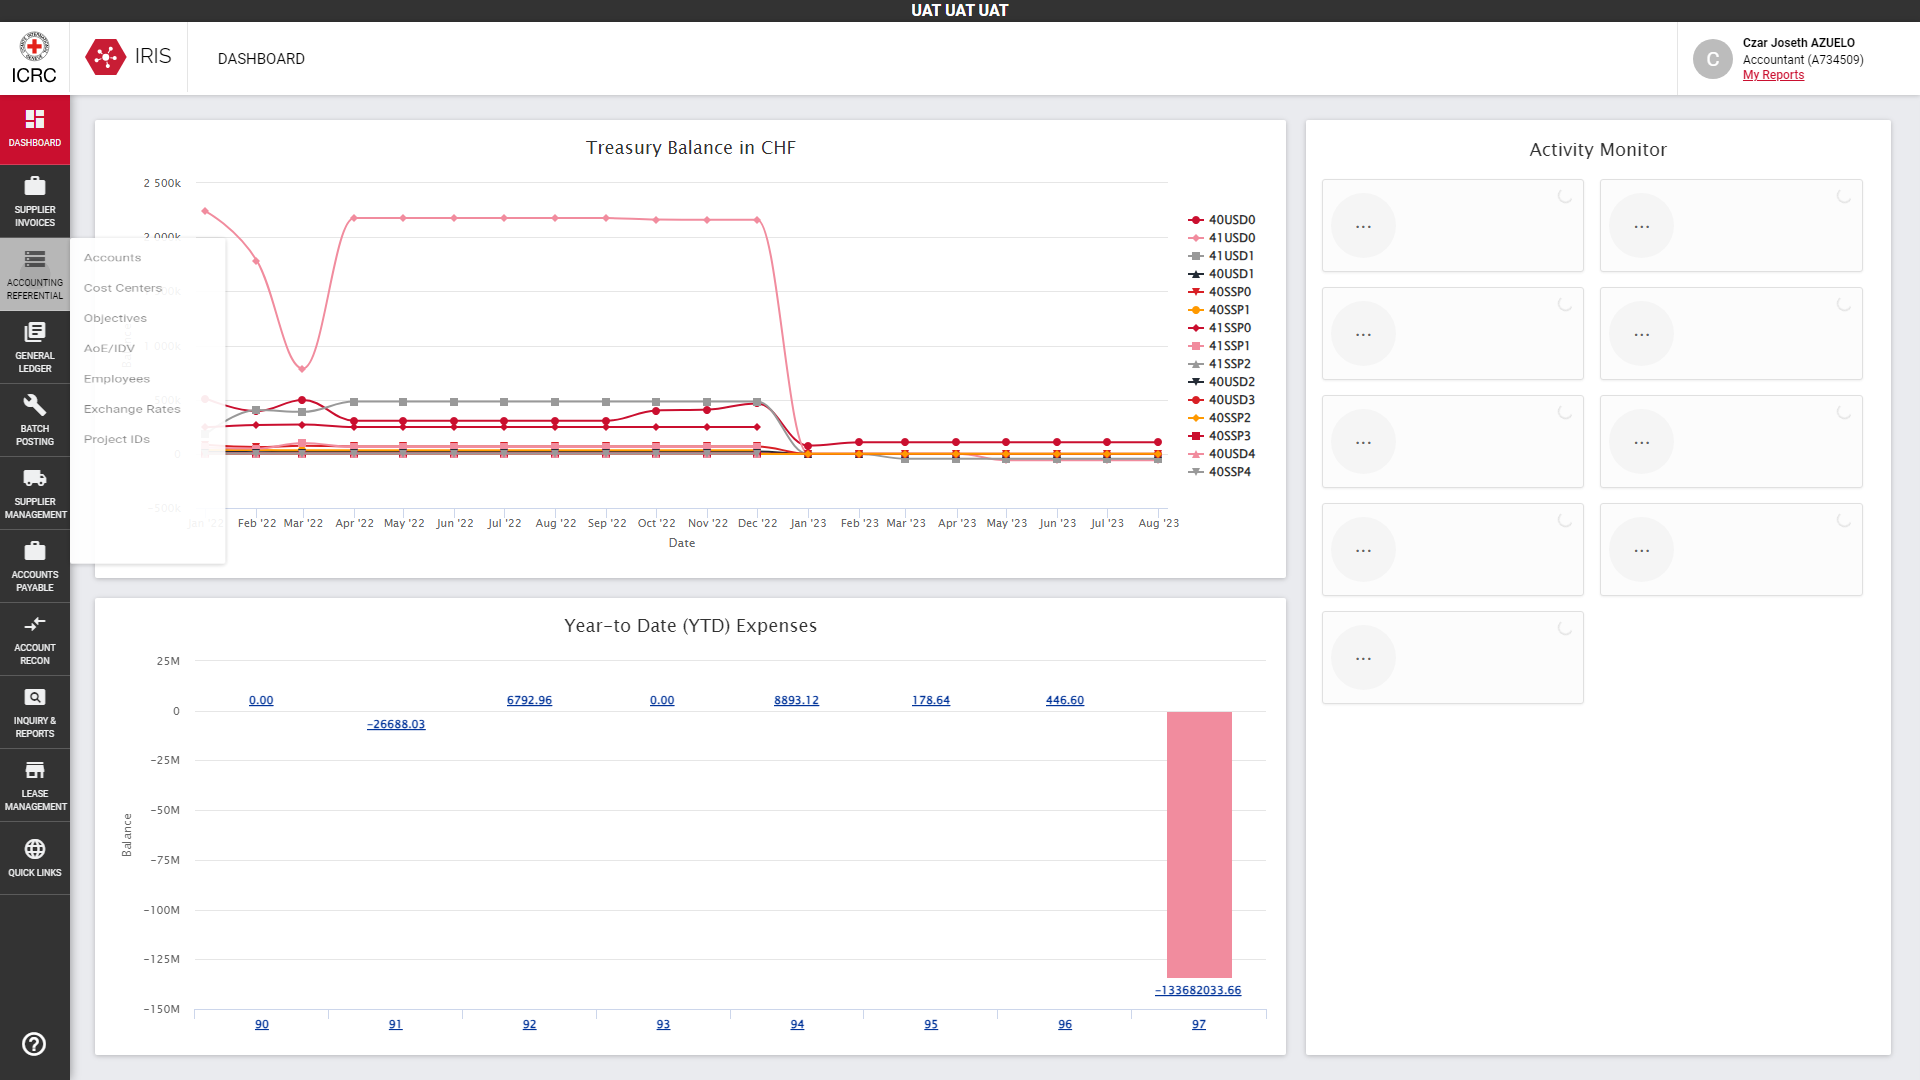 UAT UAT UAT
ICRC
IRIS
DASHBOARD
C
Czar Joseth AZUELO
Accountant (A734509)
My Reports
DASHBOARD
SUPPLIER
INVOICES
ACCOUNTING
REFERENTIAL
GENERAL
LEDGER
BATCH
POSTING
SUPPLIER
MANAGEMENT
ACCOUNTS
PAYABLE
ACCOUNT
RECON
INQUIRY &
REPORTS
LEASE
MANAGEMENT
QUICK LINKS
Accounts
Cost Centers
Objectives
AoE/IDV
Employees
Exchange Rates
Project IDs
Treasury Balance in CHF
2 500k
2 000k
1 000k
500k
0
-500k
Jan '22
Feb '22
Mar '22
Apr '22
May '22
Jun '22
Jul '22
Aug '22
Sep '22
Oct '22
Nov '22
Dec '22
Jan '23
Feb '23
Mar '23
Apr '23
May '23
Jun '23
Jul '23
Aug '23
Date
40USD0
41USD0
41USD1
40USD1
40SSP0
40SSP1
41SSP0
41SSP1
41SSP2
40USD2
40USD3
40SSP2
40SSP3
40USD4
40SSP4
Year-to Date (YTD) Expenses
Balance
25M
0
-25M
-50M
-75M
-100M
-125M
-150M
0.00
-26688.03
6792.96
0.00
8893.12
178.64
446.60
-133682033.66
90
91
92
93
94
95
96
97
Activity Monitor
...
...
...
...
...
...
...
...
...